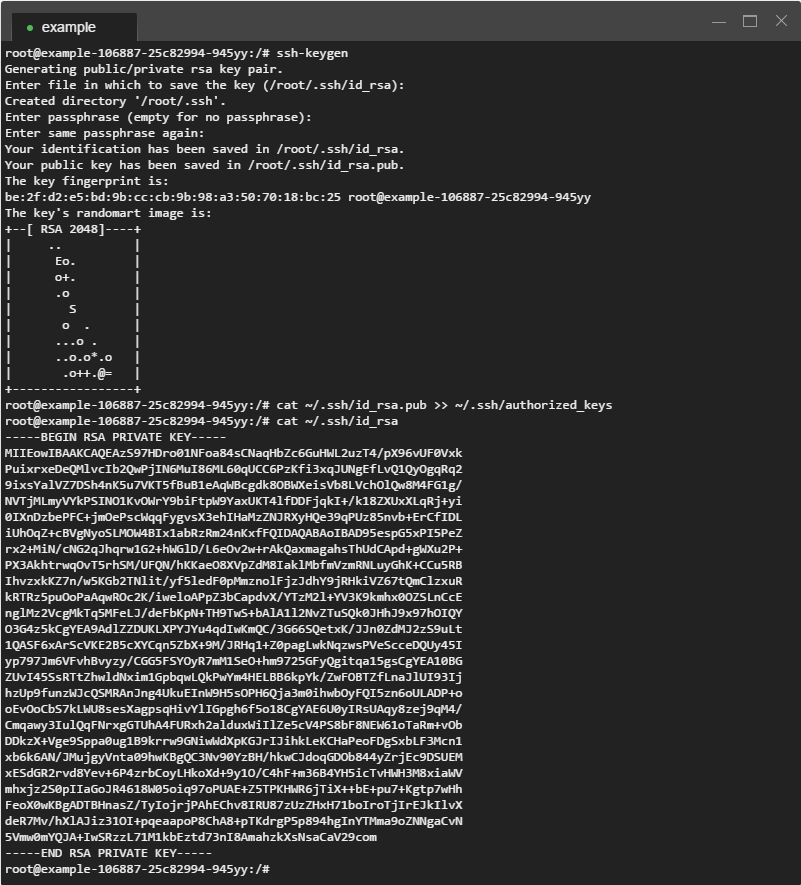 example
root@example-106887-25c82994-945yy:/# ssh-keygen
Generating public/private rsa key pair.
Enter file in which to save the key (/root/.ssh/id_rsa):
Created directory '/root/.ssh'.
Enter passphrase (empty for no passphrase):
Enter same passphrase again:
Your identification has been saved in /root/.ssh/id_rsa.
Your public key has been saved in /root/.ssh/id_rsa.pub.
The key fingerprint is:
be:2f:d2:e5:bd:9b:cc:cb:9b:98:a3:50:70:18:bc:25 root@example-106887-25c82994-945yy
The key's randomart image is:
+--[ RSA 2048]----+
|     ..          |
|      Eo.        |
|      o+.        |
|      .o         |
|        S        |
|       o  .      |
|      ...o .     |
|      ..o.o*.o   |
|       .o++.@=   |
+-----------------+
root@example-106887-25c82994-945yy:/# cat ~/.ssh/id_rsa.pub >> ~/.ssh/authorized_keys
root@example-106887-25c82994-945yy:/# cat ~/.ssh/id_rsa
-----BEGIN RSA PRIVATE KEY-----
MIIEowIBAAKCAQEAzS97HDro01NFoa84sCNaqHbZc6GuHWL2uzT4/pX96vUF0Vxk
PuixrxeDeQMlvcIb2QwPjIN6MuI86ML60qUCC6PzKfi3xqJUNgEfLvQ1QyOgqRq2
9ixsYalVZ7DSh4nK5u7VKT5fBuB1eAqWBcgdk8OBWXeisVb8LVchOlQw8M4FG1g/
NVTjMLmyVYkPSINO1KvOWrY9biFtpW9YaxUKT4lfDDFjqkI+/k18ZXUxXLqRj+yi
0IXnDzbePFC+jmOePscWqqFygvsX3ehIHaMzZNJRXyHQe39qPUz85nvb+ErCfIDL
iUhOqZ+cBVgNyoSLMOW4BIx1abRzRm24nKxfFQIDAQABAoIBAD95espG5xPI5PeZ
rx2+MiN/cNG2qJhqrw1G2+hWGlD/L6eOv2w+rAkQaxmagahsThUdCApd+gWXu2P+
PX3AkhtrwqOvT5rhSM/UFQN/hKKaeO8XVpZdM8IaklMbfmVzmRNLuyGhK+CCu5RB
IhvzxkKZ7n/w5KGb2TNlit/yf5ledF0pMmznolFjzJdhY9jRHkiVZ67tQmClzxuR
kRTRz5puOoPaAqwROc2K/iweloAPpZ3bCapdvX/YTzM2l+YV3K9kmhx0OZSLnCcE
nglMz2VcgMkTq5MFeLJ/deFbKpN+TH9TwS+bAlA1l2NvZTuSQk0JHhJ9x97hOIQY
O3G4z5kCgYEA9AdlZZDUKLXPYJYu4qdIwKmQC/3G66SQetxK/JJn0ZdMJ2zS9uLt
1QASF6xArScVKE2B5cXYCqn5ZbX+9M/JRHq1+Z0pagLwkNqzwsPVeScceDQUy45I
yp797Jm6VFvhBvyzy/CGG5FSYOyR7mM1SeO+hm9725GFyQgitqa15gsCgYEA10BG
ZUvI45SsRTtZhwldNxim1GpbqwLQkPwYm4HELBB6kpYk/ZwFOBTZfLnaJlUI93Ij
hzUp9funzWJcQSMRAnJng4UkuEInW9H5sOPH6Qja3m0ihwbOyFQI5zn6oULADP+o
oEvOoCbS7kLWU8sesXagpsqHivYlIGpgh6f5o18CgYAE6U0yIRsUAqy8zej9qM4/
Cmqawy3IulQqFNrxgGTUhA4FURxh2alduxWiIlZe5cV4PS8bF8NEW61oTaRm+vOb
DDkzX+Vge9Sppa0ug1B9krrw9GNiwWdXpKGJrIJihkLeKCHaPeoFDgSxbLF3Mcn1
xb6k6AN/JMujgyVnta09hwKBgQC3Nv90YzBH/hkwCJdoqGDOb844yZrjEc9DSUEM
xESdGR2rvd8Yev+6P4zrbCoyLHkoXd+9y1O/C4hF+m36B4YH5icTvHWH3M8xiaWV
mhxjz2S0pIIaGoJR4618W05oiq97oPUAE+Z5TPKHWR6jTiX++bE+pu7+Kgtp7wHh
FeoX0wKBgADTBHnasZ/TyIojrjPAhEChv8IRU87zUzZHxH71boIroTjIrEJkIlvX
deR7Mv/hXlAJiz31OI+pqeaapoP8ChA8+pTKdrgP5p894hgInYTMma9oZNNgaCvN
5Vmw0mYQJA+IwSRzzL71M1kbEztd73nI8AmahzkXsNsaCaV29com
-----END RSA PRIVATE KEY-----
root@example-106887-25c82994-945yy:/#